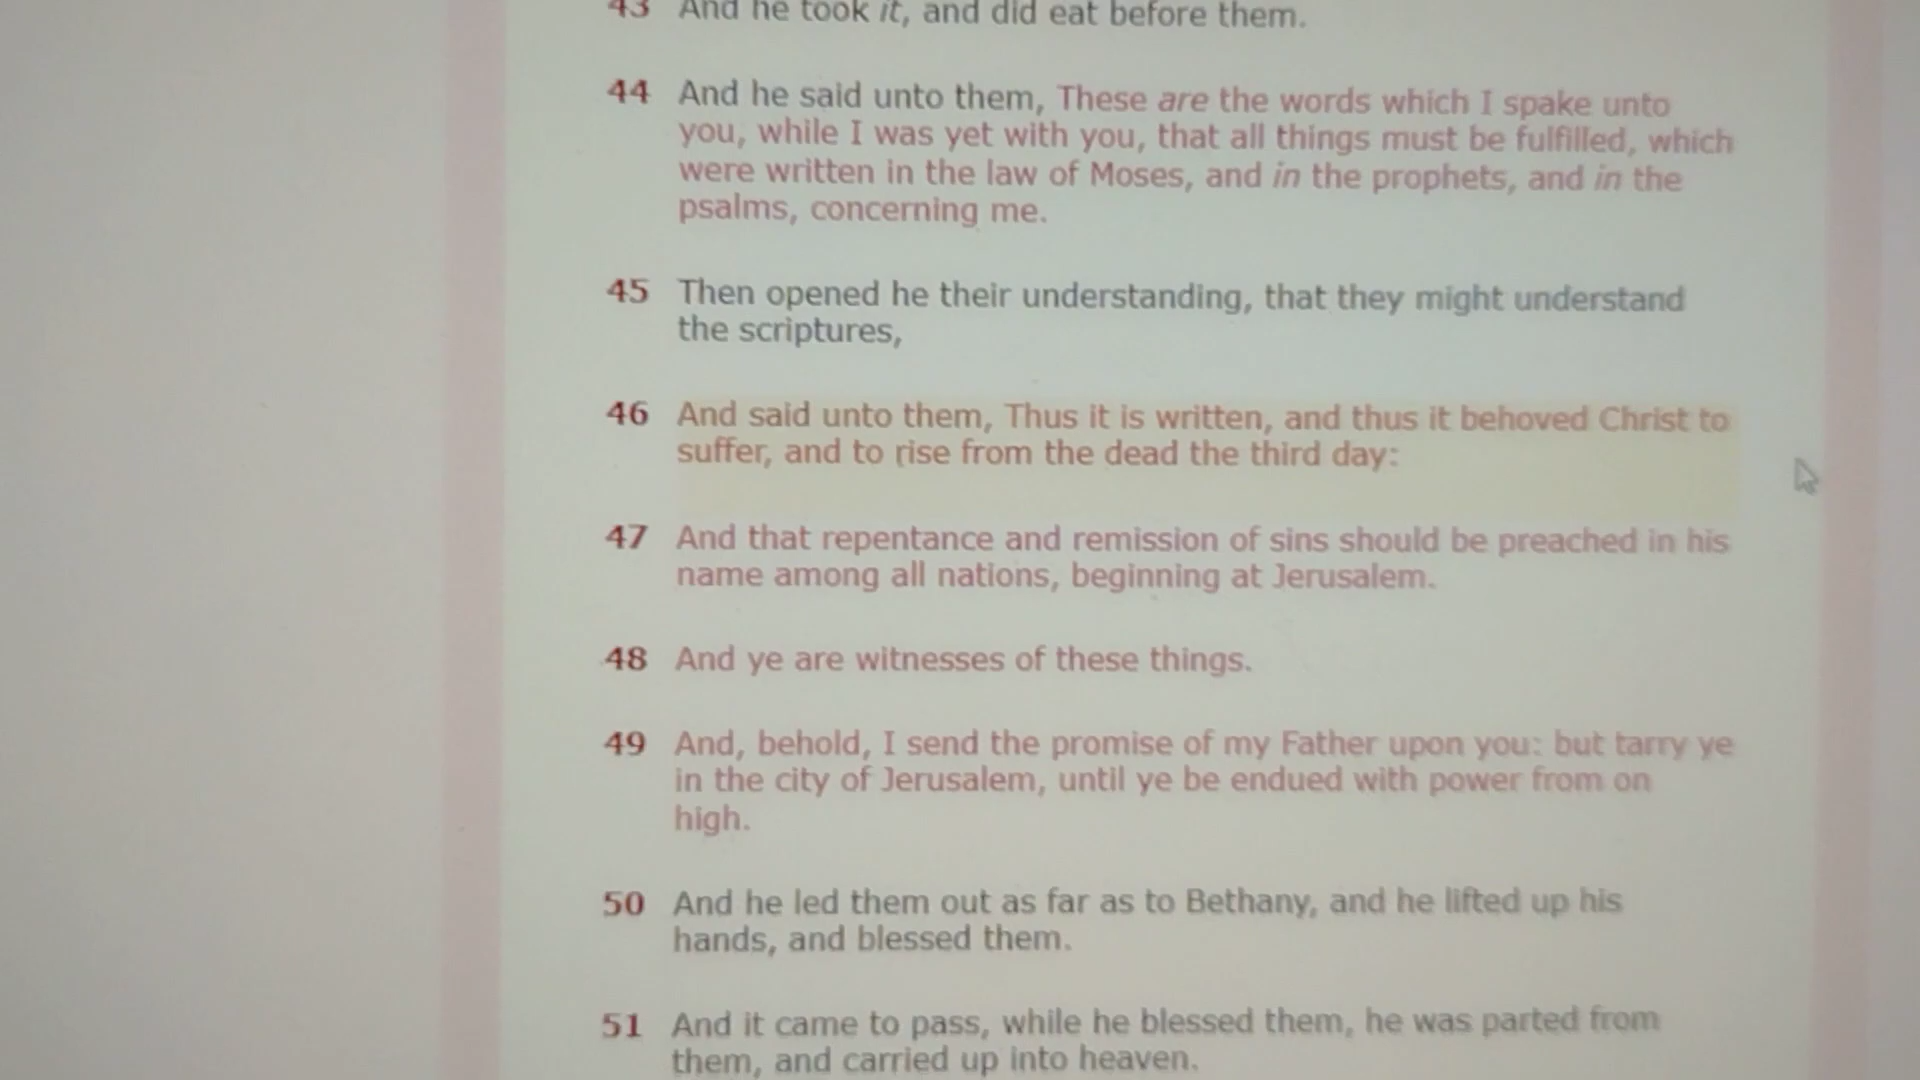 43 And he took it, and did eat before them.
44 And he said unto them, These are the words which I spake unto
you, while I was yet with you, that all things must be fulfilled, which
were written in the law of Moses, and in the prophets, and in the
psalms, concerning me.
45 Then opened he their understanding, that they might understand
the scriptures,
46 And said unto them, Thus it is written, and thus it behoved Christ to
suffer, and to rise from the dead the third day:
47 And that repentance and remission of sins should be preached in his
name among all nations, beginning at Jerusalem.
48 And ye are witnesses of these things.
49 And, behold, I send the promise of my Father upon you: but tarry ye
in the city of Jerusalem, until ye be endued with power from on
high.
50 And he led them out as far as to Bethany, and he lifted up his
hands, and blessed them.
51 And it came to pass, while he blessed them, he was parted from
them, and carried up into heaven.